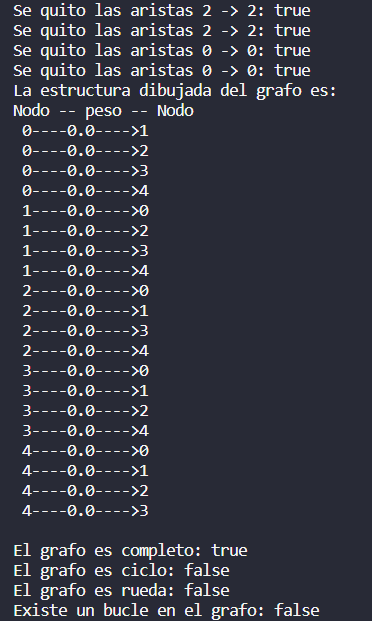 Se quito las aristas 2 -> 2: true
Se quito las aristas 2 -> 2: true
Se quito las aristas 0 -> 0: true
Se quito las aristas 0 -> 0: true
La estructura dibujada del grafo es:
Nodo -- peso -- Nodo
0----0.0---->1
0----0.0---->2
0----0.0---->3
0----0.0---->4
1----0.0---->0
1----0.0---->2
1----0.0---->3
1----0.0---->4
2----0.0---->0
2----0.0---->1
2----0.0---->3
2----0.0---->4
3----0.0---->0
3----0.0---->1
3----0.0---->2
3----0.0---->4
4----0.0---->0
4----0.0---->1
4----0.0---->2
4----0.0---->3
El grafo es completo: true
El grafo es ciclo: false
El grafo es rueda: false
Existe un bucle en el grafo: false